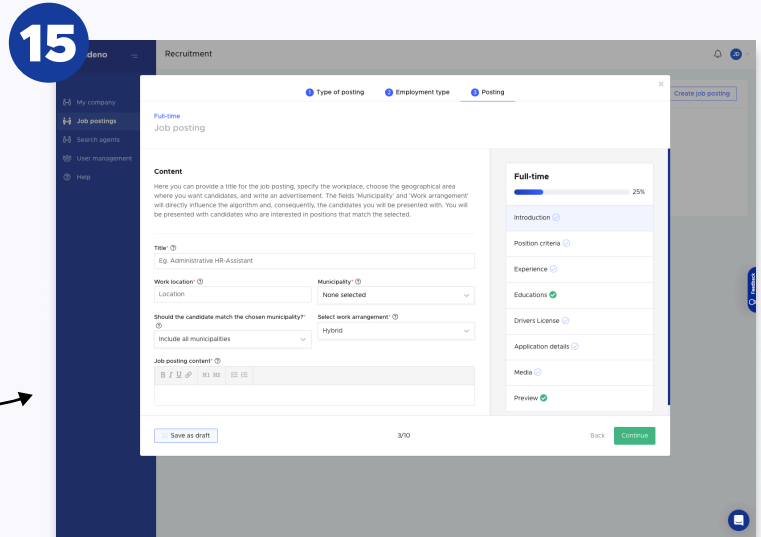 15
deno
Recruitment
JD
My company
Job postings
Search agents
User management
Help
Create job posting
1 Type of posting
2 Employment type
3 Posting
Full-time
Job posting
Content
Here you can provide a title for the job posting, specify the workplace, choose the geographical area
where you want candidates, and write an advertisement. The fields 'Municipality' and 'Work arrangement'
will directly influence the algorithm and, consequently, the candidates you will be presented with. You will
be presented with candidates who are interested in positions that match the selected.
Title*
Eg. Administrative HR-Assistant
Work location*
Location
Municipality*
None selected
Should the candidate match the chosen municipality?*
Include all municipalities
Select work arrangement*
Hybrid
Job posting content*
B I U H1 H2
Full-time
25%
Introduction
Position criteria
Experience
Educations
Drivers License
Application details
Media
Preview
Feedback
Save as draft
3/10
Back
Continue